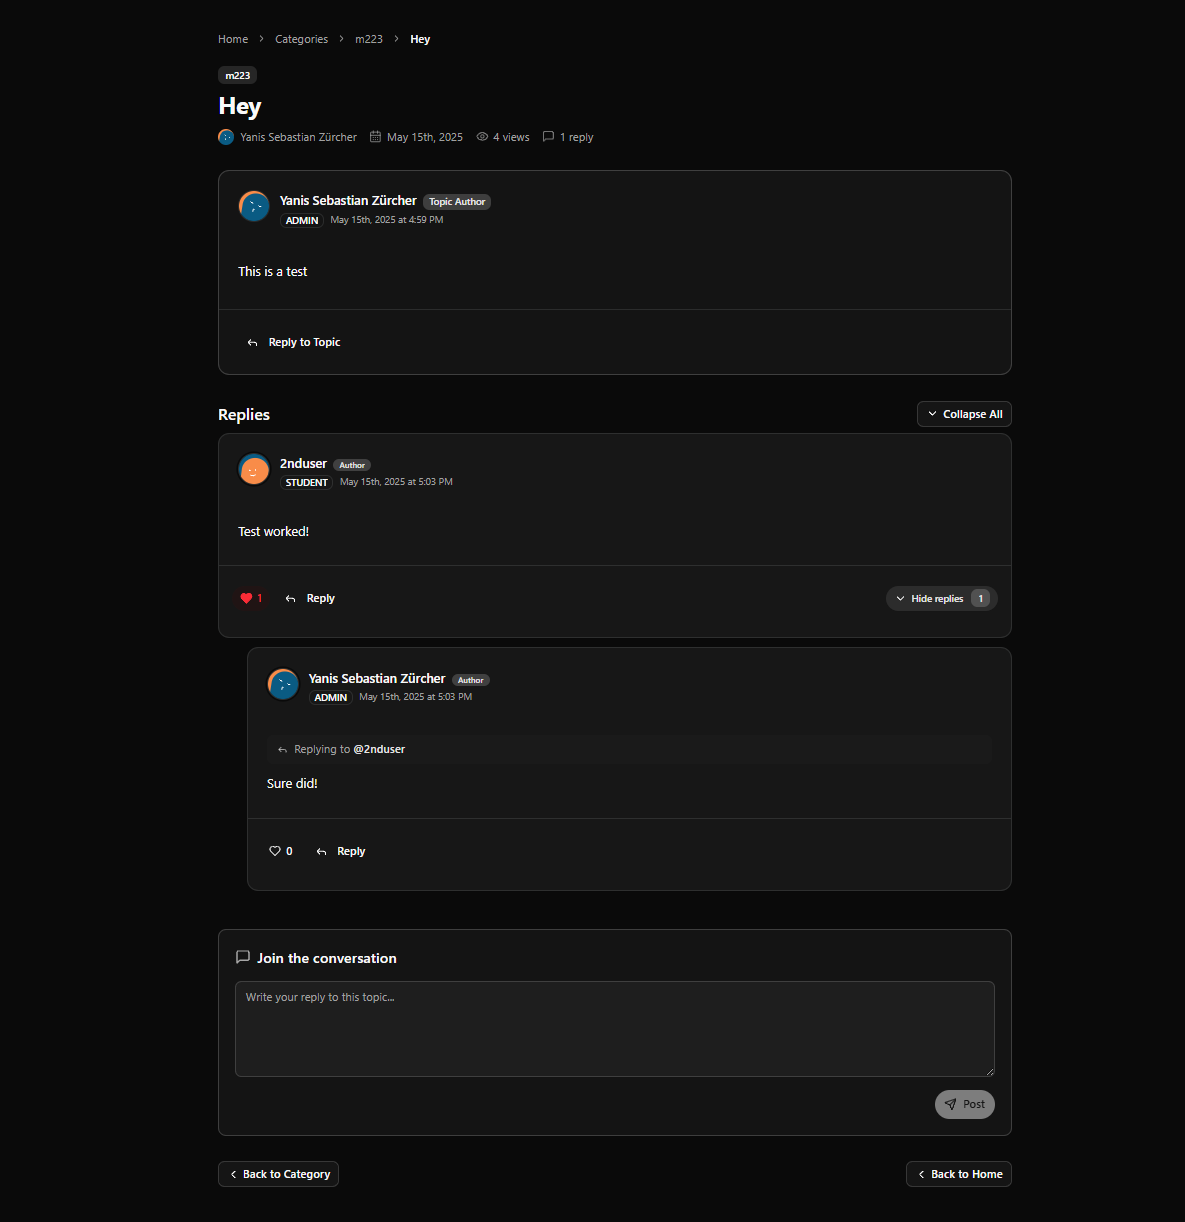 Home > Categories > m223 > Hey
m223
Hey
Yanis Sebastian Zürcher May 15th, 2025 4 views 1 reply
Yanis Sebastian Zürcher Topic Author
ADMIN May 15th, 2025 at 4:59 PM
This is a test
Reply to Topic
Replies Collapse All
2nduser Author
STUDENT May 15th, 2025 at 5:03 PM
Test worked!
1 Reply Hide replies 1
Yanis Sebastian Zürcher Author
ADMIN May 15th, 2025 at 5:03 PM
Replying to @2nduser
Sure did!
0 Reply
Join the conversation
Write your reply to this topic...
Post
Back to Category Back to Home